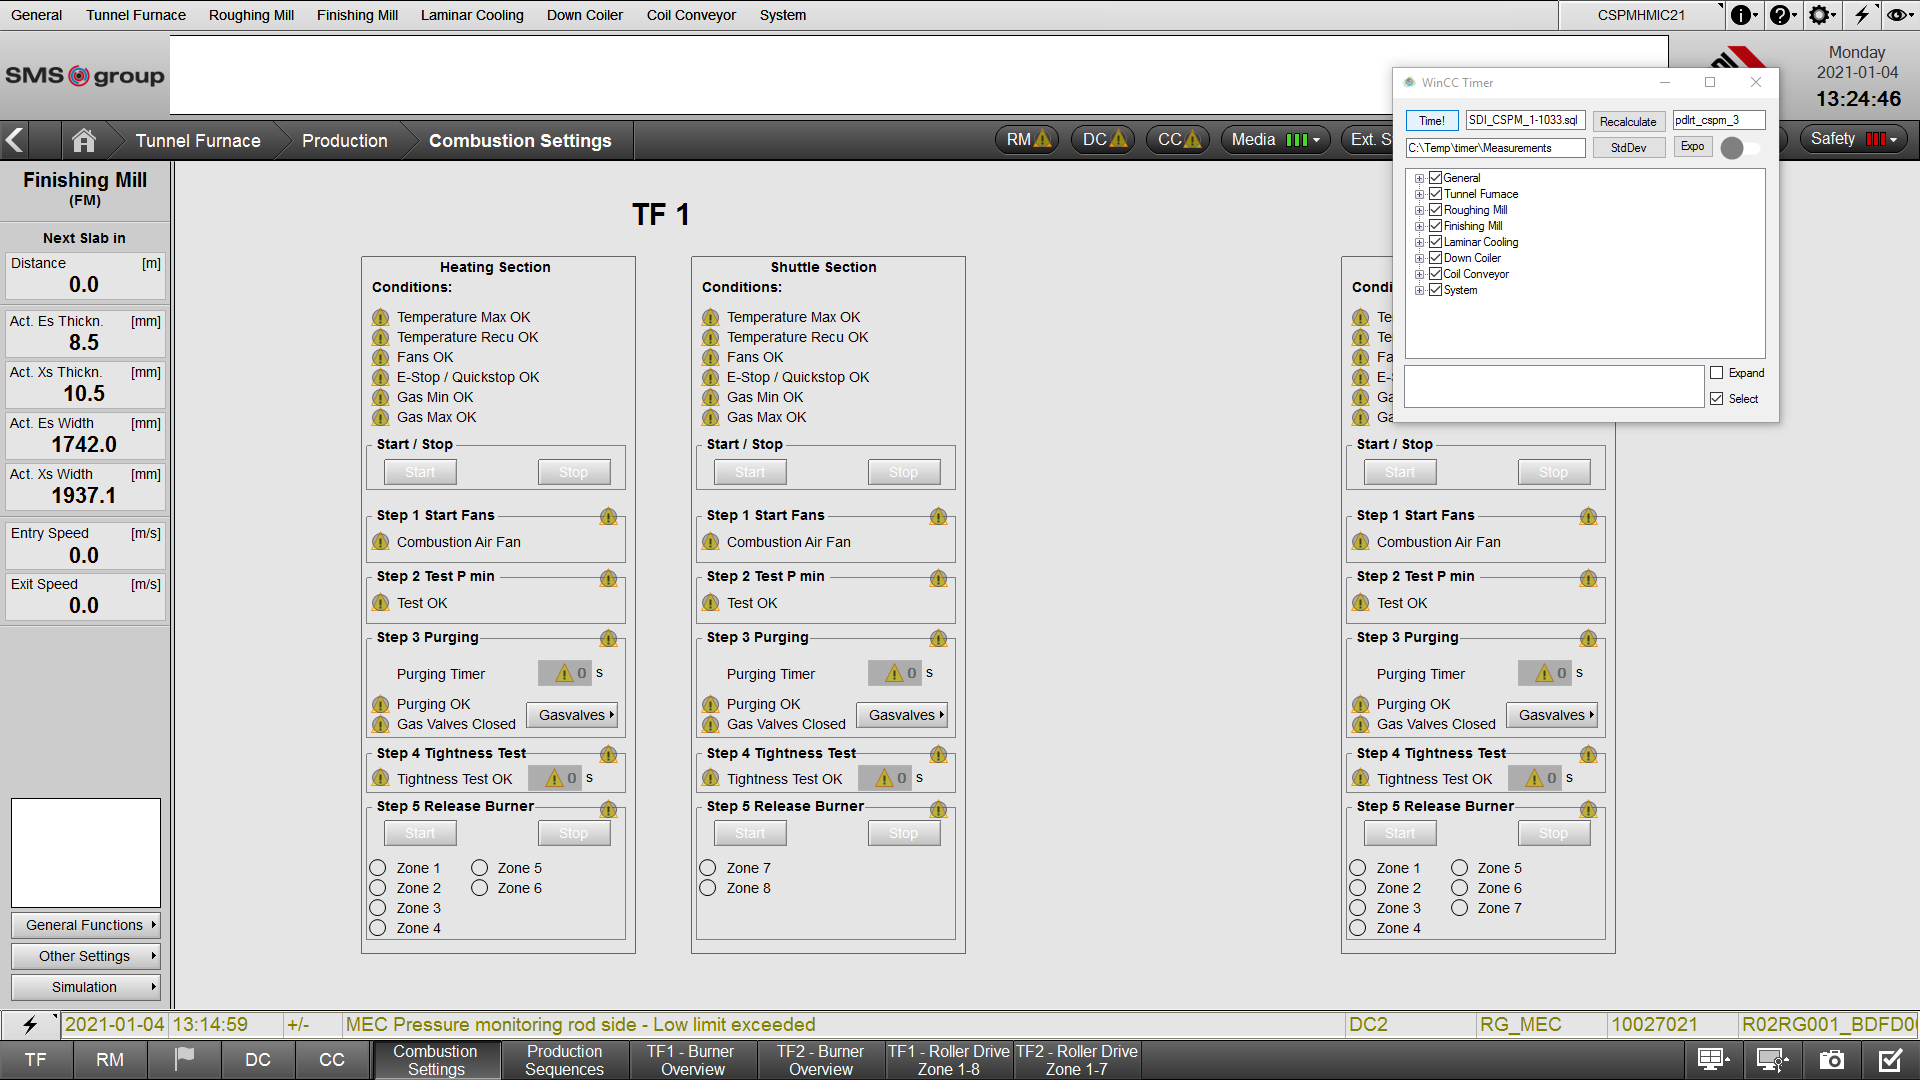 General Tunnel Furnace Roughing Mill Finishing Mill Laminar Cooling Down Coiler Coil Conveyor System CSPMHMIC21
SMS group
Monday
2021-01-04
13:24:46
WinCC Timer
Time! SDI_CSPM_1-1033.sql Recalculate pdlrt_cspm_3
C:\Temp\timer\Measurements StdDev Expo
General
Tunnel Furnace
Roughing Mill
Finishing Mill
Laminar Cooling
Down Coiler
Coil Conveyor
System
Expand
Select
Tunnel Furnace Production Combustion Settings RM DC CC Media Ext. S Safety
Finishing Mill
(FM)
Next Slab in
Distance [m]
0.0
Act. Es Thickn. [mm]
8.5
Act. Xs Thickn. [mm]
10.5
Act. Es Width [mm]
1742.0
Act. Xs Width [mm]
1937.1
Entry Speed [m/s]
0.0
Exit Speed [m/s]
0.0
General Functions
Other Settings
Simulation
TF 1
Heating Section
Conditions:
Temperature Max OK
Temperature Recu OK
Fans OK
E-Stop / Quickstop OK
Gas Min OK
Gas Max OK
Start / Stop
Start Stop
Step 1 Start Fans
Combustion Air Fan
Step 2 Test P min
Test OK
Step 3 Purging
Purging Timer 0 s
Purging OK
Gas Valves Closed Gasvalves
Step 4 Tightness Test
Tightness Test OK 0 s
Step 5 Release Burner
Start Stop
Zone 1 Zone 5
Zone 2 Zone 6
Zone 3
Zone 4
Shuttle Section
Conditions:
Temperature Max OK
Temperature Recu OK
Fans OK
E-Stop / Quickstop OK
Gas Min OK
Gas Max OK
Start / Stop
Start Stop
Step 1 Start Fans
Combustion Air Fan
Step 2 Test P min
Test OK
Step 3 Purging
Purging Timer 0 s
Purging OK
Gas Valves Closed Gasvalves
Step 4 Tightness Test
Tightness Test OK 0 s
Step 5 Release Burner
Start Stop
Zone 7
Zone 8
Condi
Te
Te
Fa
E-
Ga
Ga
Start / Stop
Start Stop
Step 1 Start Fans
Combustion Air Fan
Step 2 Test P min
Test OK
Step 3 Purging
Purging Timer 0 s
Purging OK
Gas Valves Closed Gasvalves
Step 4 Tightness Test
Tightness Test OK 0 s
Step 5 Release Burner
Start Stop
Zone 1 Zone 5
Zone 2 Zone 6
Zone 3 Zone 7
Zone 4
2021-01-04 13:14:59 +/- MEC Pressure monitoring rod side - Low limit exceeded DC2 RG_MEC 10027021 R02RG001_BDFD0
TF RM DC CC
Combustion Settings
Production Sequences
TF1 - Burner Overview
TF2 - Burner Overview
TF1 - Roller Drive Zone 1-8
TF2 - Roller Drive Zone 1-7